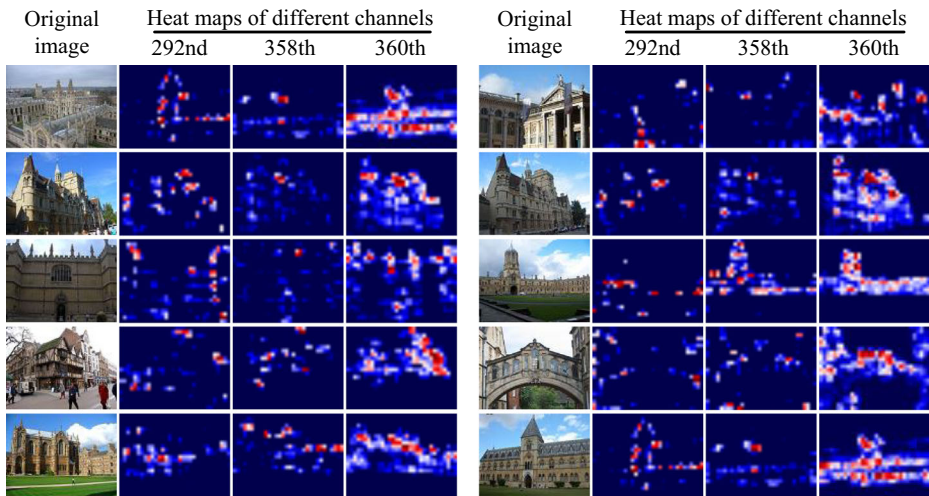 Original image Heat maps of different channels
292nd 358th 360th
Original image Heat maps of different channels
292nd 358th 360th